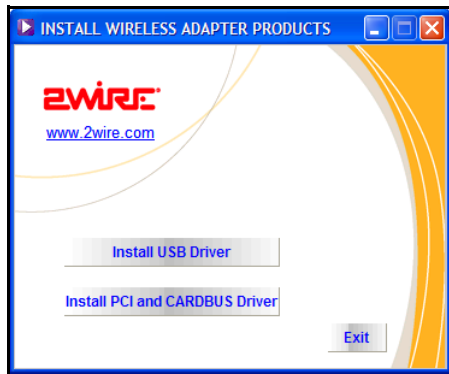 INSTALL WIRELESS ADAPTER PRODUCTS
2WIRE
www.2wire.com
Install USB Driver
Install PCI and CARDBUS Driver
Exit